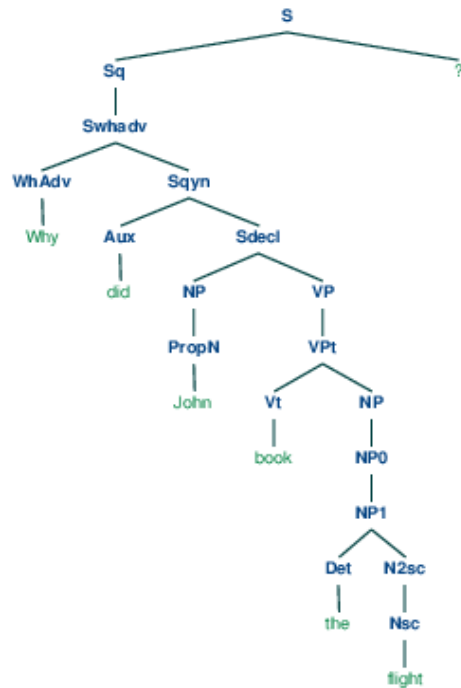 S
Sq ?
Swhadv
WhAdv Sqyn
Why Aux Sdecl
did NP VP
PropN VPt
John Vt NP
book NP0
NP1
Det N2sc
the Nsc
flight